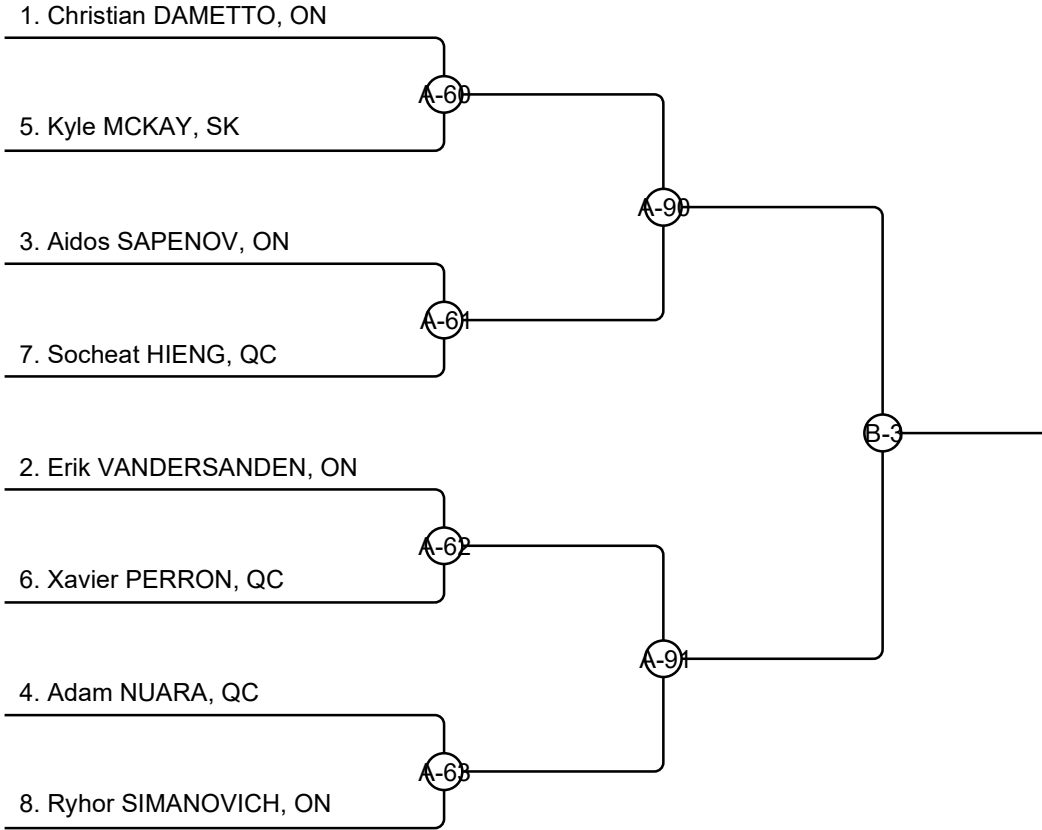 1. Christian DAMETTO, ON
A-60
5. Kyle MCKAY, SK
A-90
3. Aidos SAPENOV, ON
A-61
7. Socheat HIENG, QC
B-3
2. Erik VANDERSANDEN, ON
A-62
6. Xavier PERRON, QC
A-91
4. Adam NUARA, QC
A-63
8. Ryhor SIMANOVICH, ON